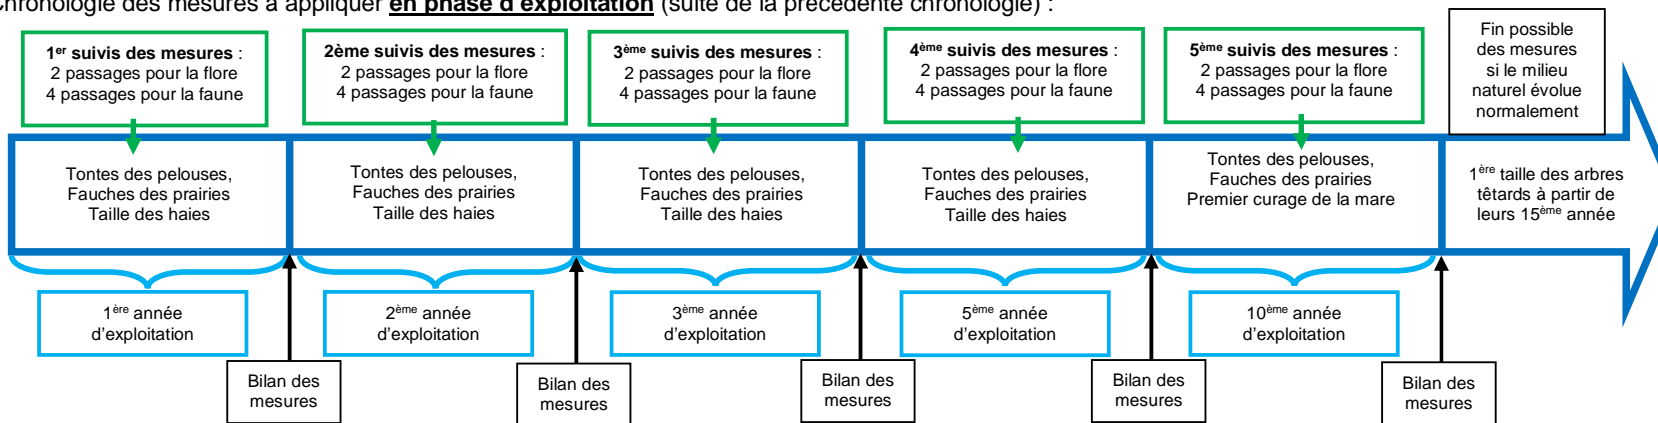 Chronologie des mesures à appliquer en phase d'exploitation (suite de la précédente chronologie) :
1er suivis des mesures :
2 passages pour la flore
4 passages pour la faune
2ème suivis des mesures :
2 passages pour la flore
4 passages pour la faune
3ème suivis des mesures :
2 passages pour la flore
4 passages pour la faune
4ème suivis des mesures :
2 passages pour la flore
4 passages pour la faune
5ème suivis des mesures :
2 passages pour la flore
4 passages pour la faune
Fin possible
des mesures
si le milieu
naturel évolue
normalement
Tontes des pelouses,
Fauches des prairies
Taille des haies
Tontes des pelouses,
Fauches des prairies
Taille des haies
Tontes des pelouses,
Fauches des prairies
Taille des haies
Tontes des pelouses,
Fauches des prairies
Taille des haies
Tontes des pelouses,
Fauches des prairies
Premier curage de la mare
1ère taille des arbres
têtards à partir de
leurs 15ème année
1ère année
d'exploitation
2ème année
d'exploitation
3ème année
d'exploitation
5ème année
d'exploitation
10ème année
d'exploitation
Bilan des
mesures
Bilan des
mesures
Bilan des
mesures
Bilan des
mesures
Bilan des
mesures